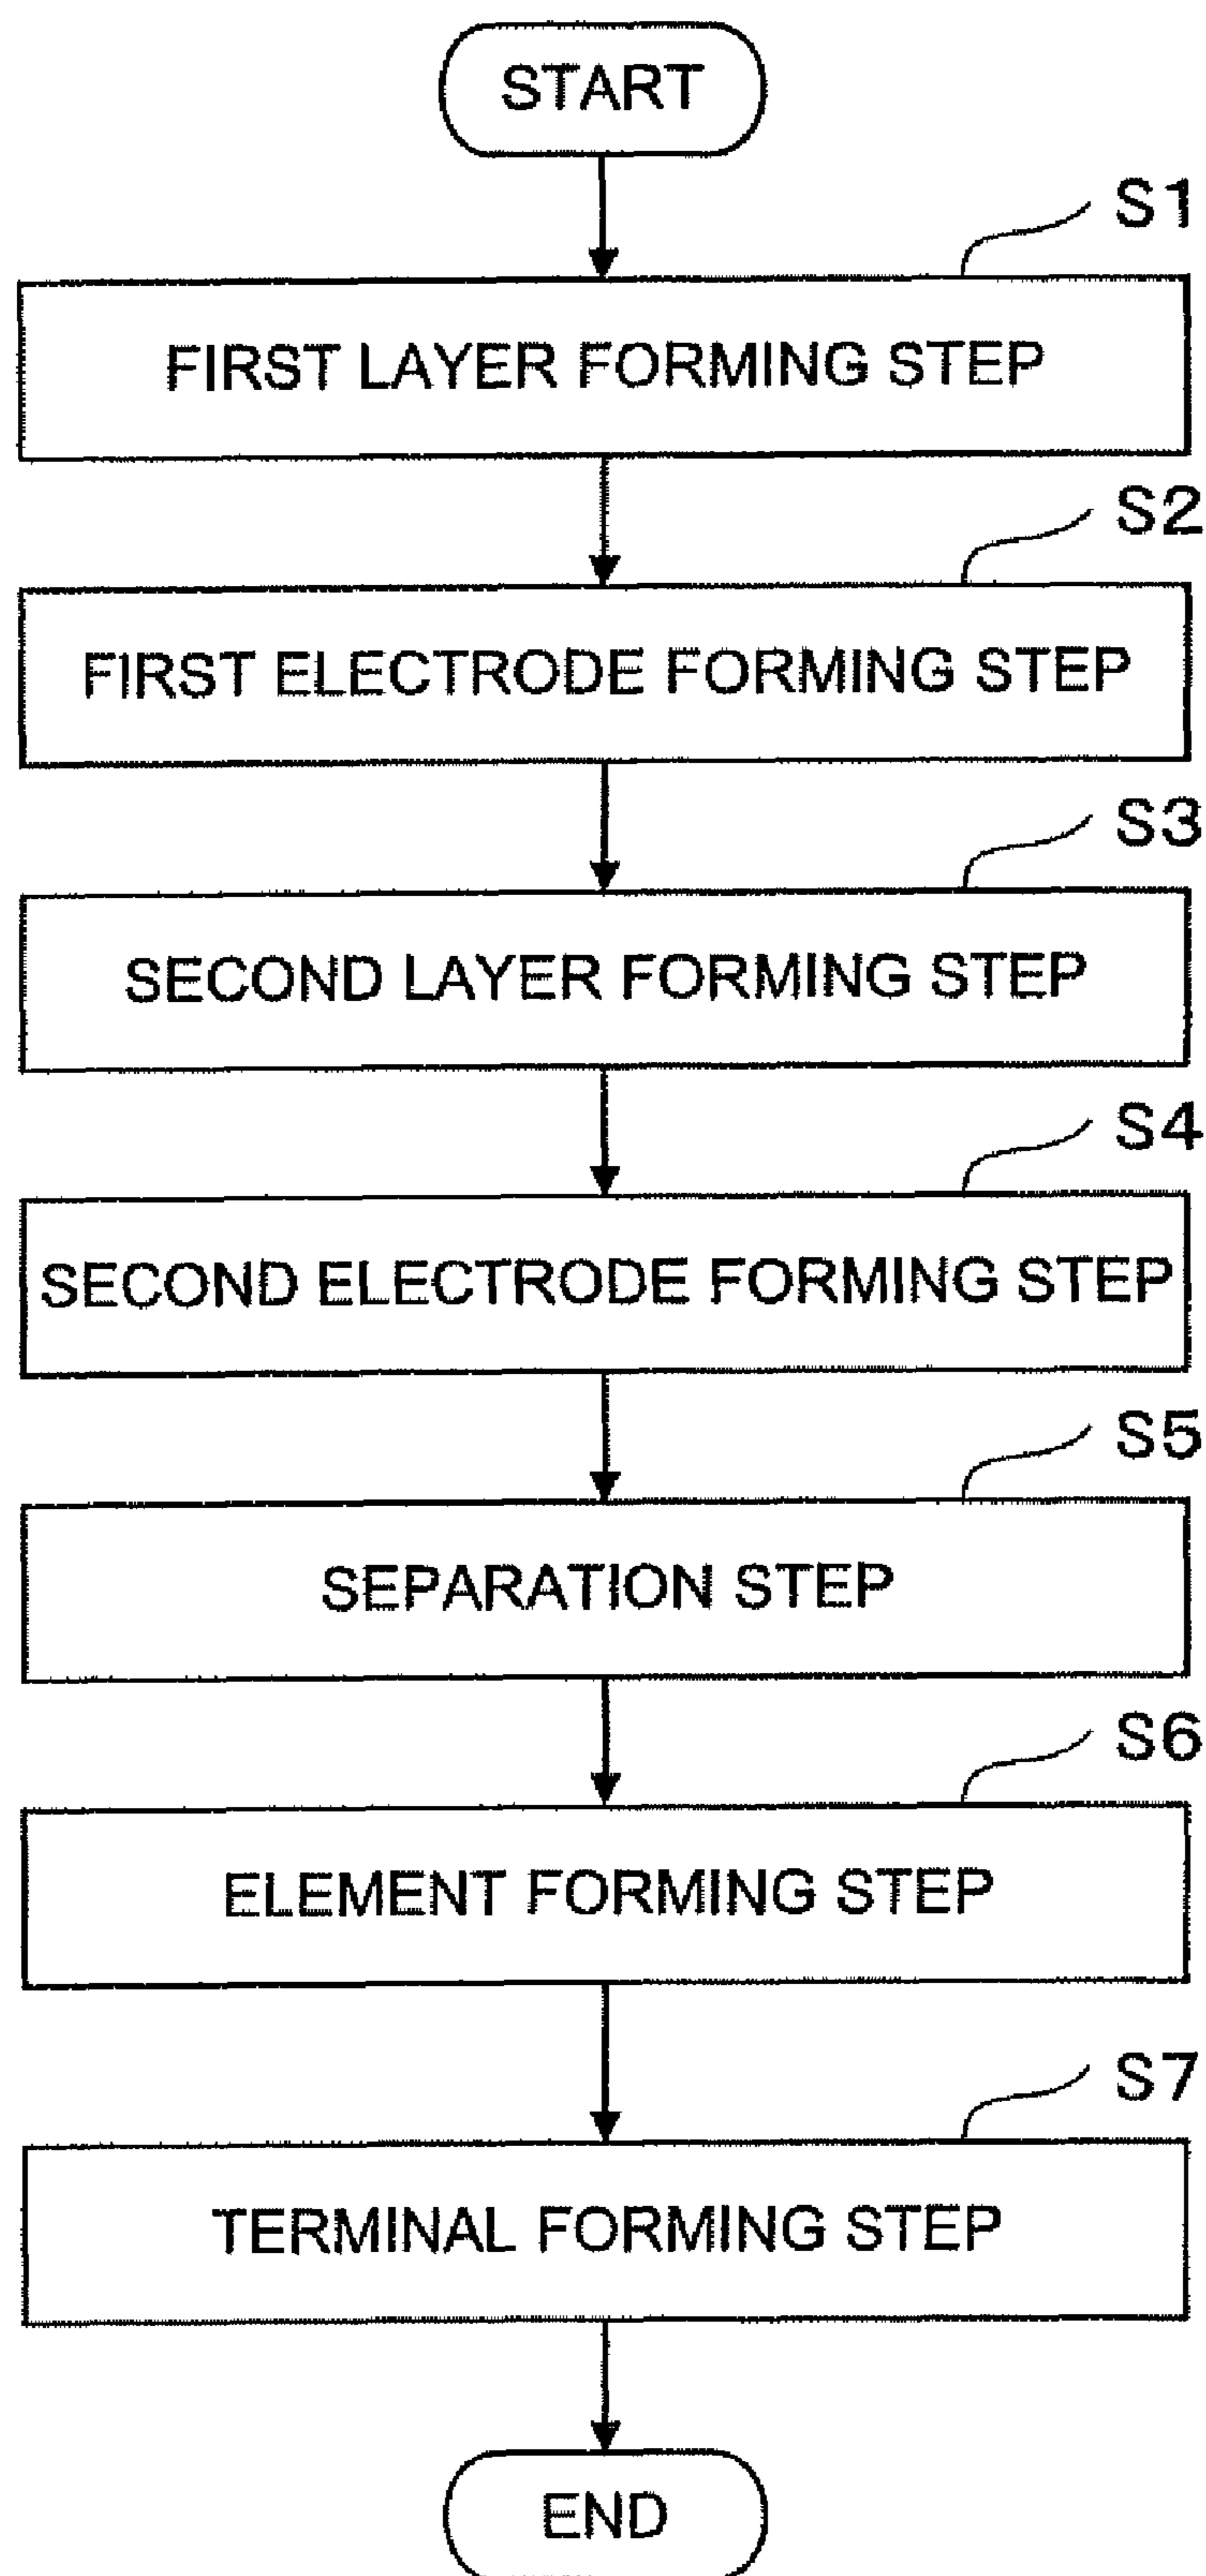 START
S1
FIRST LAYER FORMING STEP
S2
FIRST ELECTRODE FORMING STEP
S3
SECOND LAYER FORMING STEP
S4
SECOND ELECTRODE FORMING STEP
S5
SEPARATION STEP
S6
ELEMENT FORMING STEP
S7
TERMINAL FORMING STEP
END